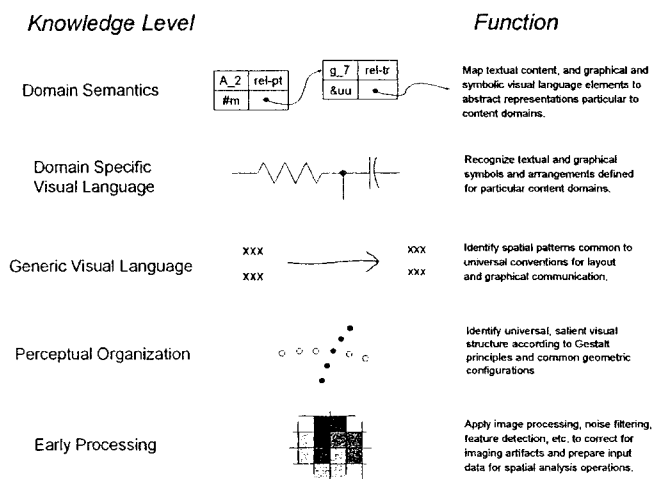 Knowledge Level
Function
Domain Semantics
A_2 rel-pt
#m
g_7 rel-tr
&uu
Map textual content, and graphical and
symbolic visual language elements to
abstract representations particular to
content domains.
Domain Specific
Visual Language
Recognize textual and graphical
symbols and arrangements defined
for particular content domains.
Generic Visual Language
xxx
xxx
xxx
xxx
Identify spatial patterns common to
universal conventions for layout
and graphical communication.
Perceptual Organization
Identify universal, salient visual
structure according to Gestalt
principles and common geometric
configurations
Early Processing
Apply image processing, noise filtering,
feature detection, etc. to correct for
imaging artifacts and prepare input
data for spatial analysis operations.